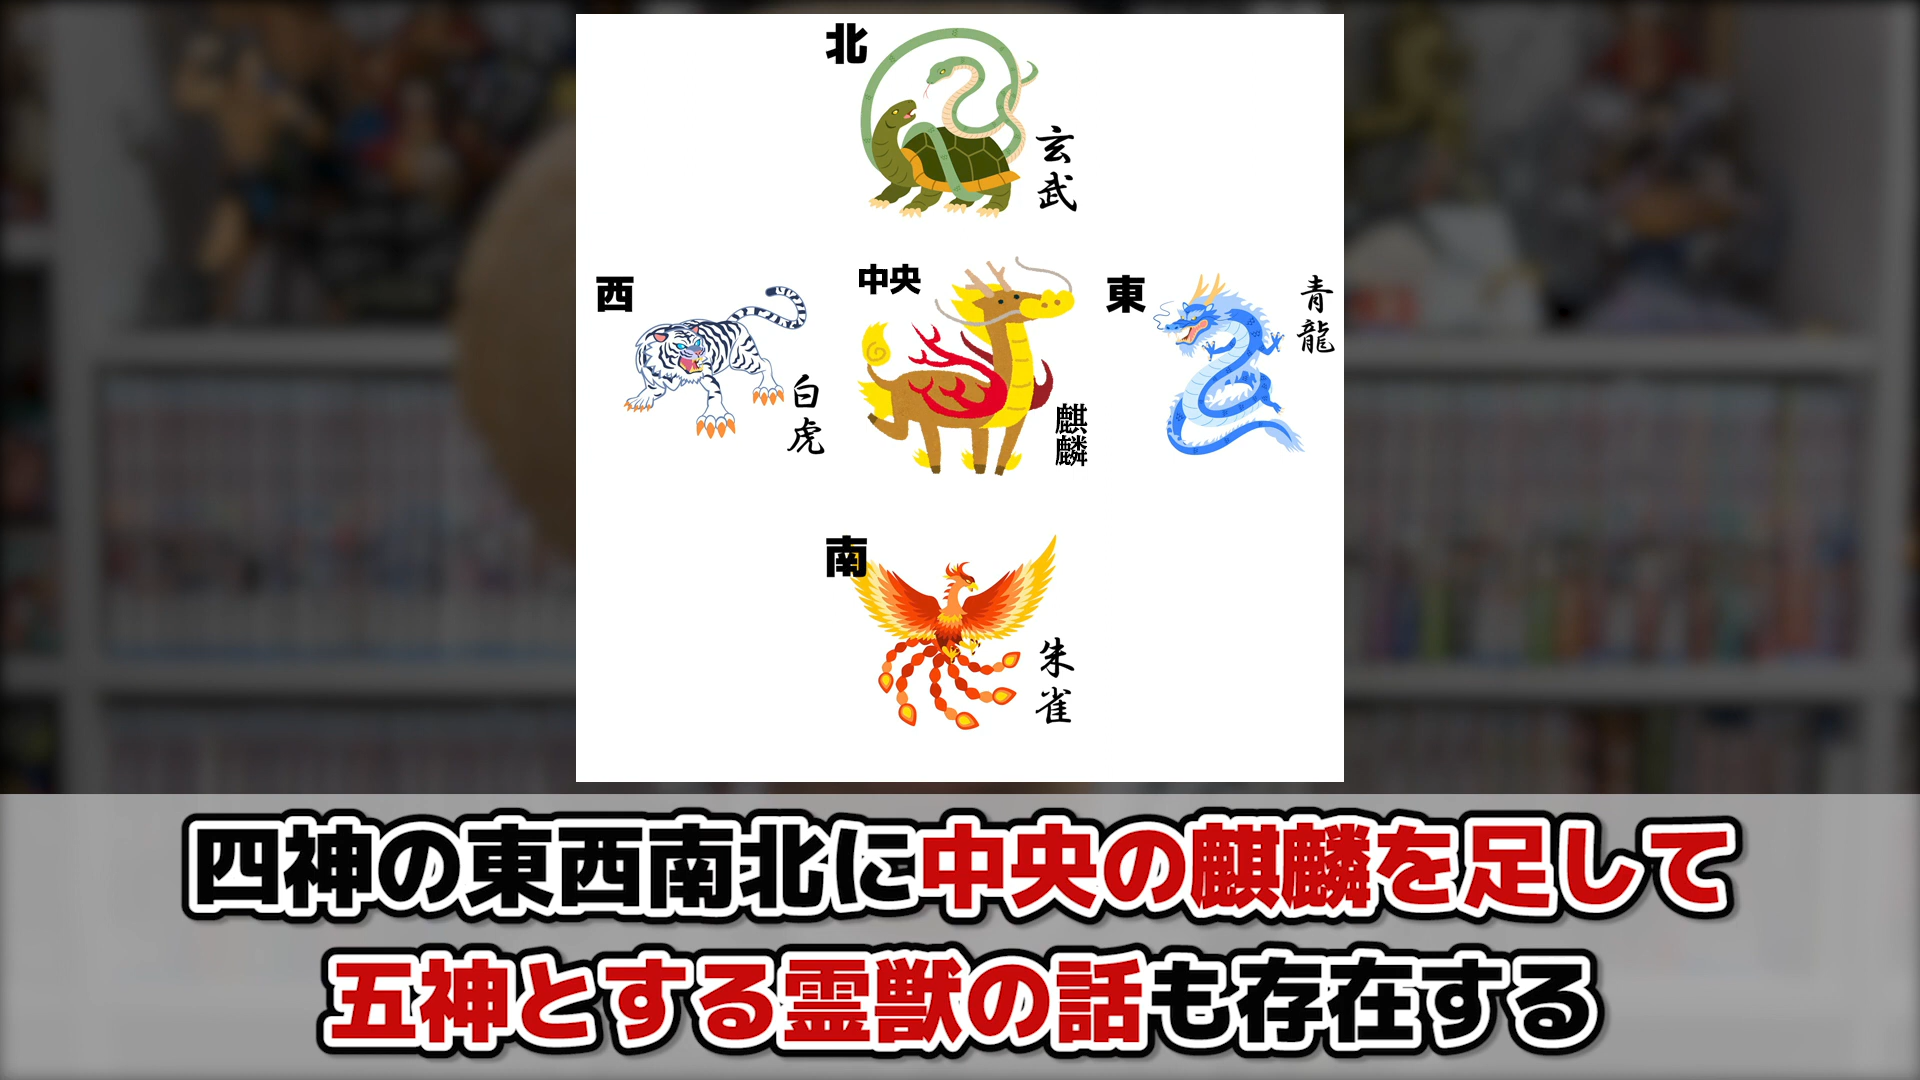 北
玄武
西
白虎
中央
麒麟
東
青龍
南
朱雀
四神の東西南北に中央の麒麟を足して
五神とする霊獣の話も存在する